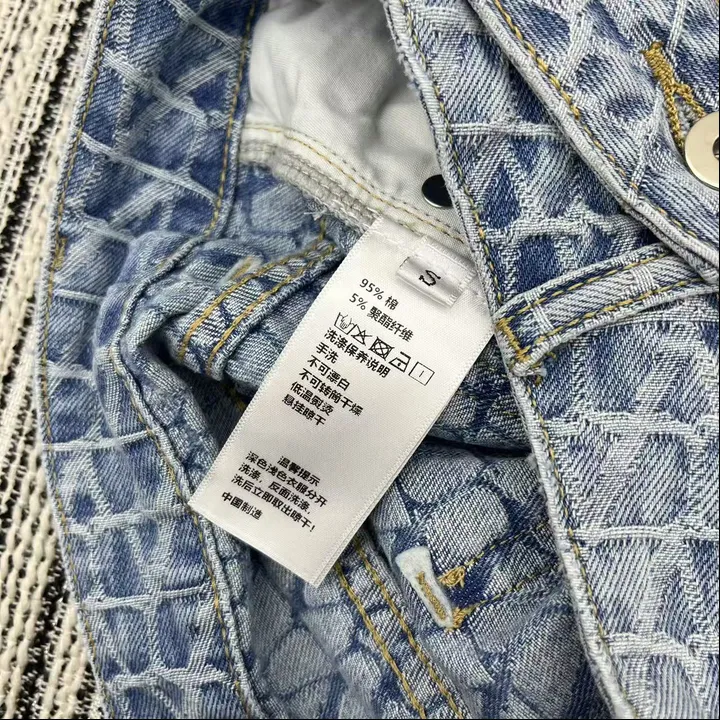 S
95% 棉
5% 聚酯纤维
洗涤保养说明
手洗
不可漂白
不可转筒干燥
低温熨烫
悬挂晾干
温馨提示
深色浅色衣物分开
洗涤，反面洗涤，
洗后立即取出晾干！
中国制造